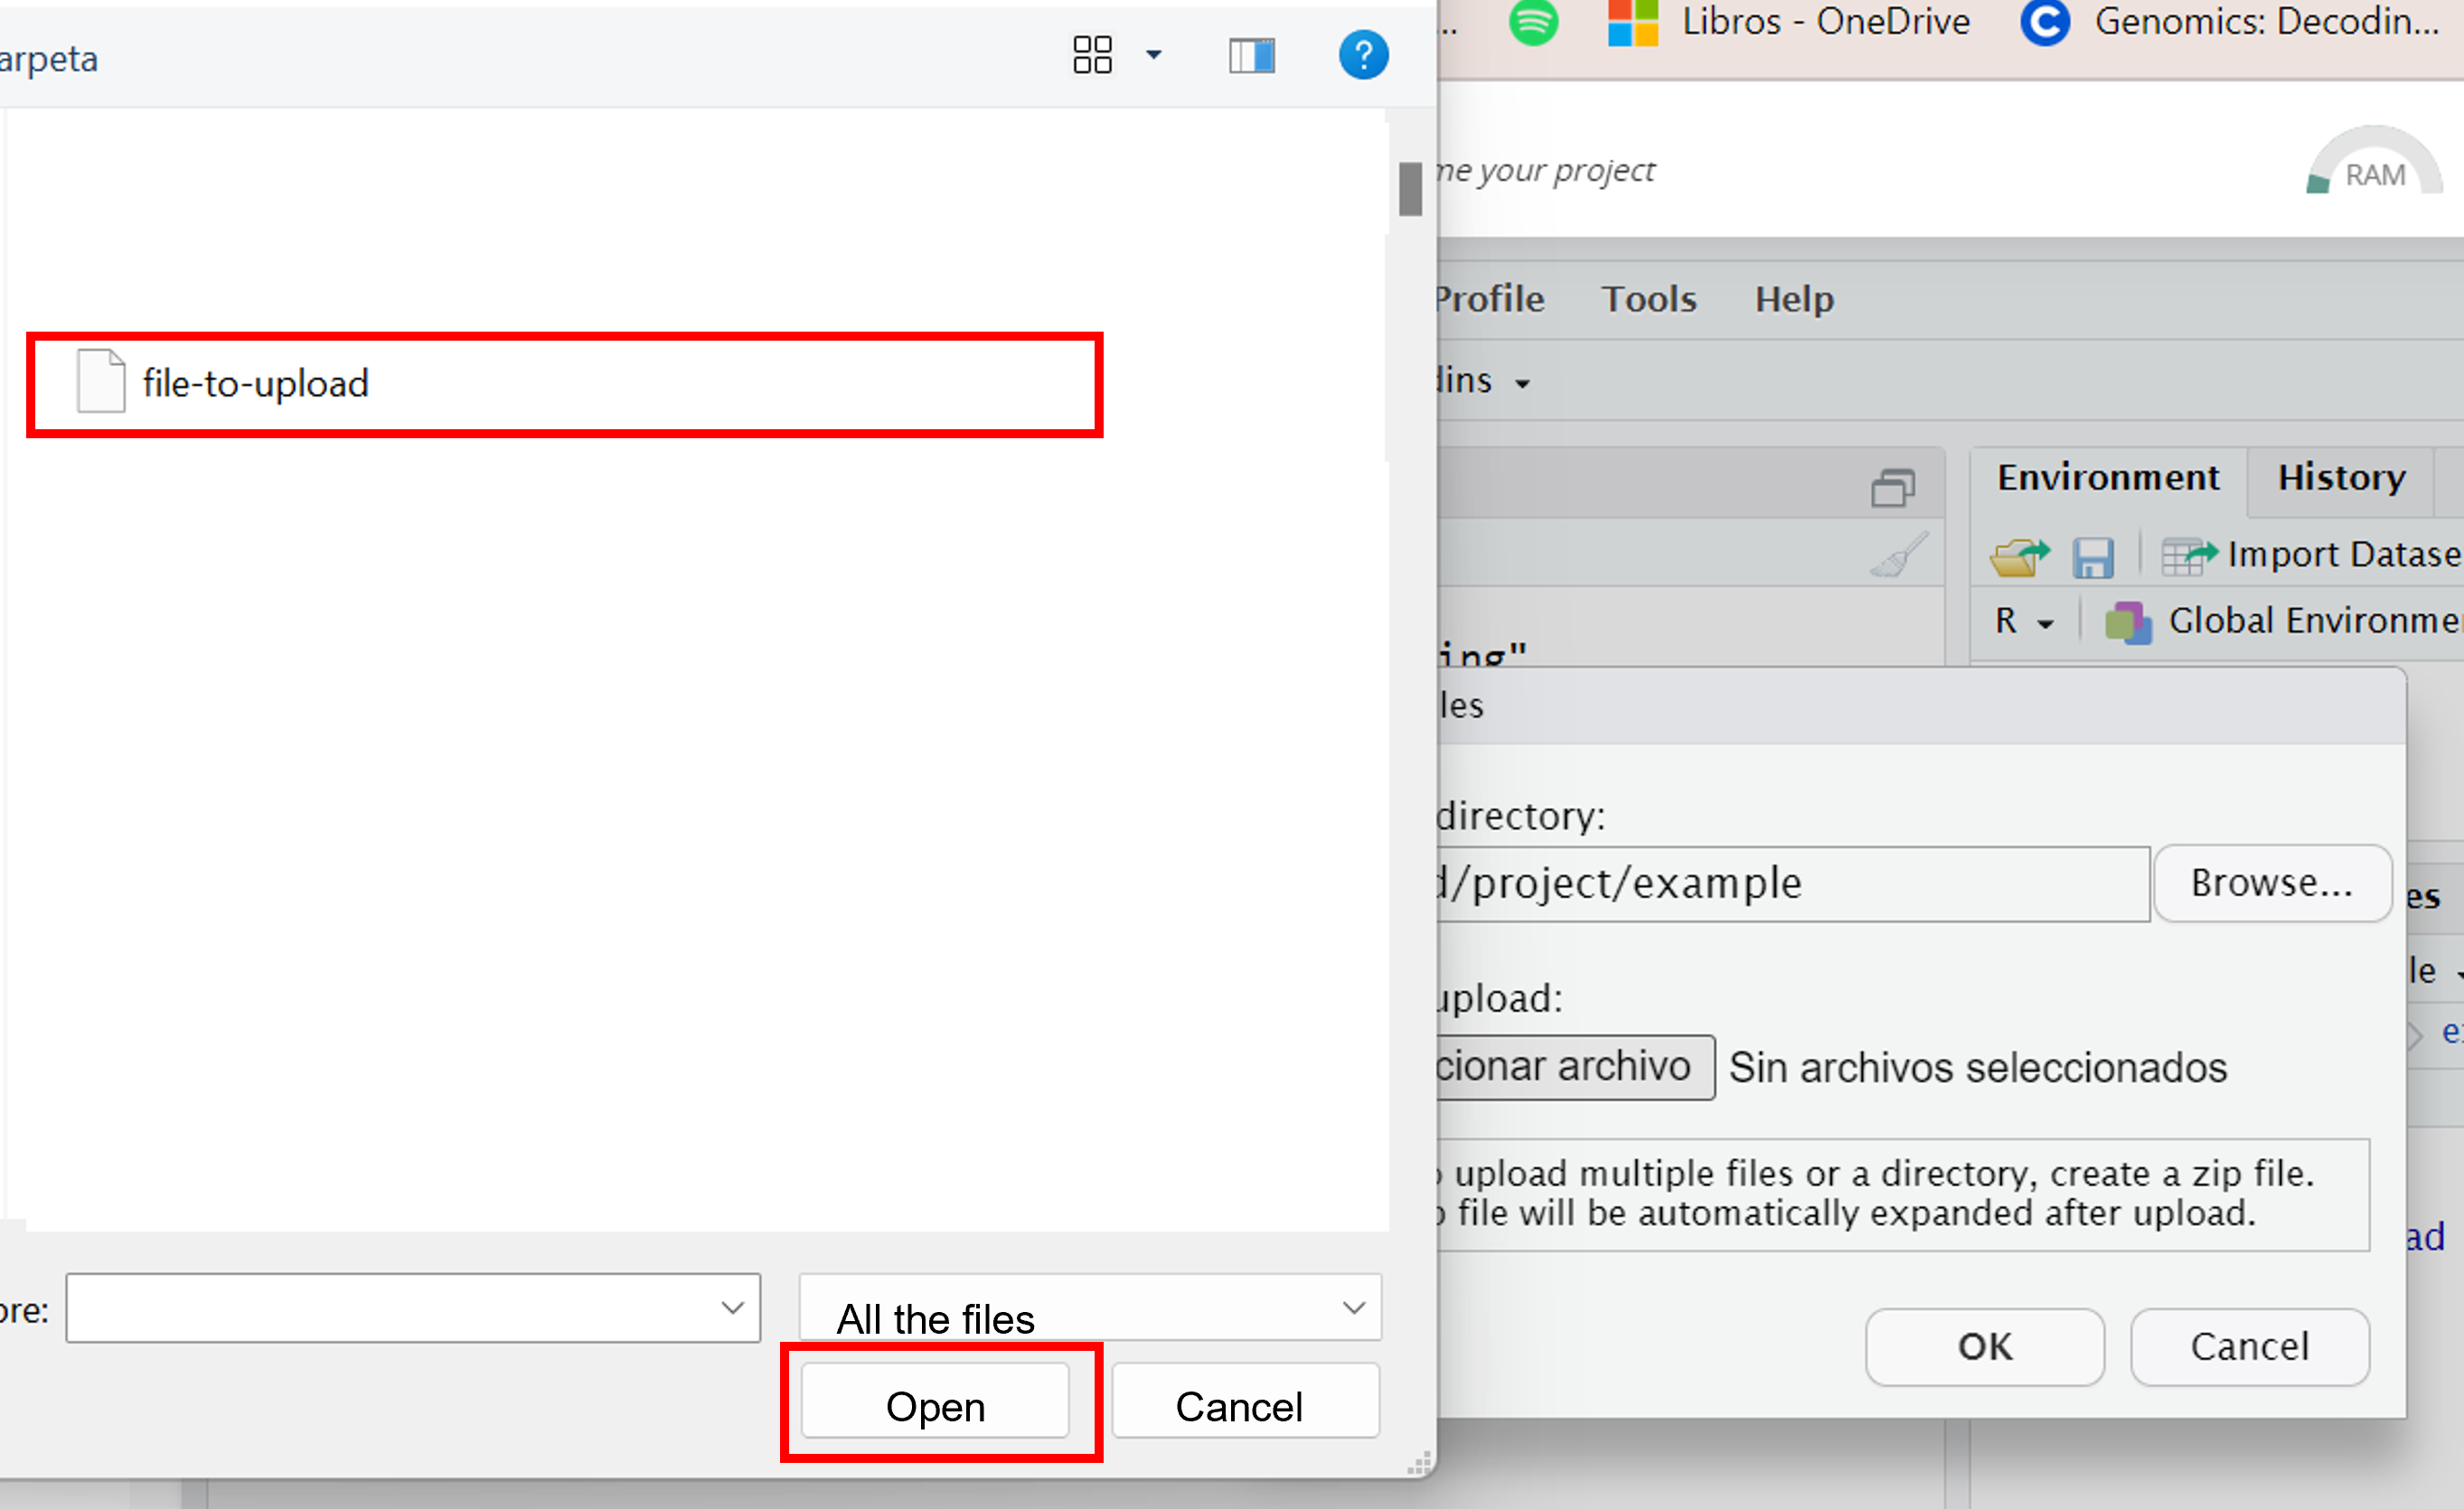 arpeta
file-to-upload
ore:
All the files
Open
Cancel
... Libros - OneDrive Genomics: Decodin...
me your project
RAM
Profile Tools Help
dins
Environment History
Import Datase
R Global Environme
ing"
les
directory:
d/project/example Browse...
upload:
cionar archivo Sin archivos seleccionados
o upload multiple files or a directory, create a zip file.
p file will be automatically expanded after upload.
OK Cancel
es
le
e
ad